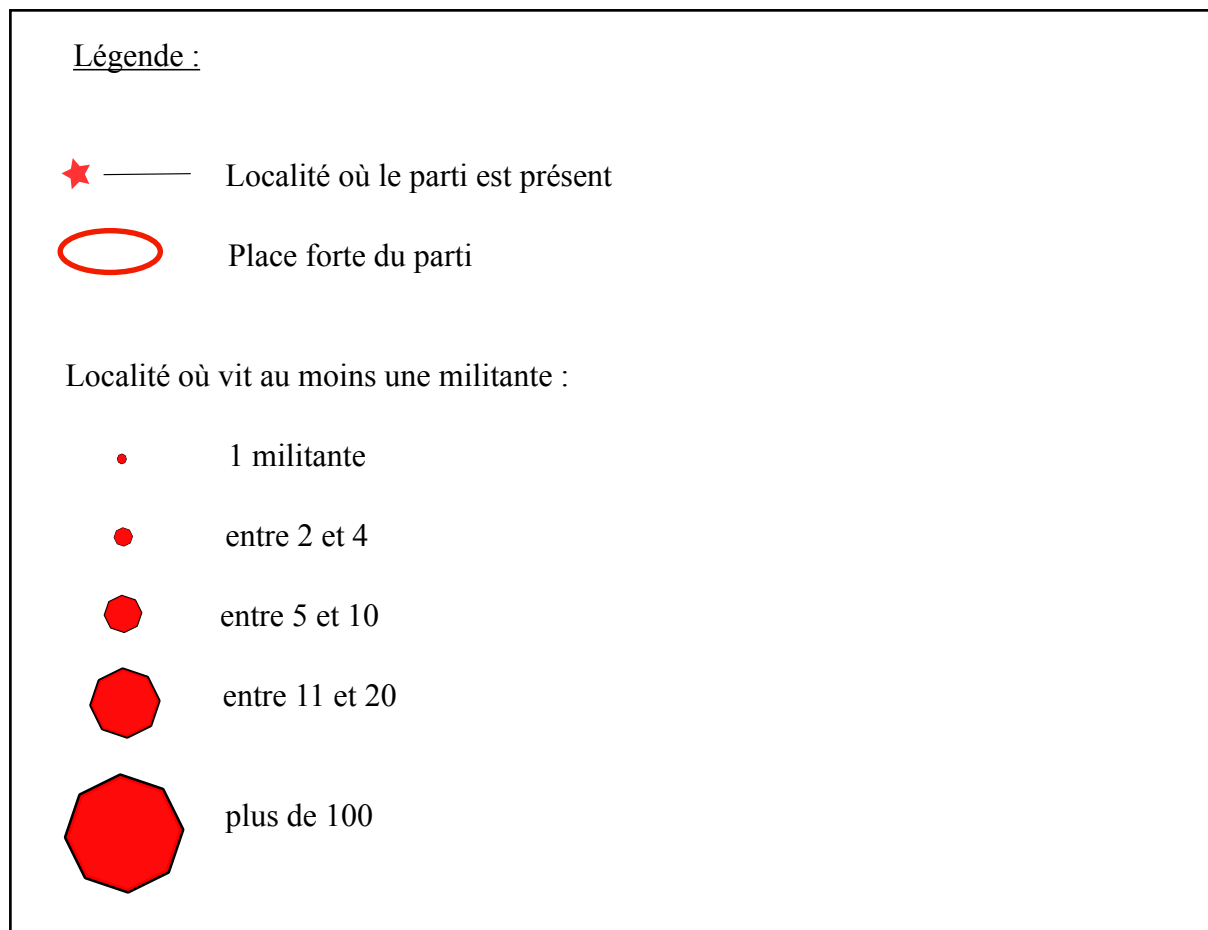 Légende :
Localité où le parti est présent
Place forte du parti
Localité où vit au moins une militante :
1 militante
entre 2 et 4
entre 5 et 10
entre 11 et 20
plus de 100